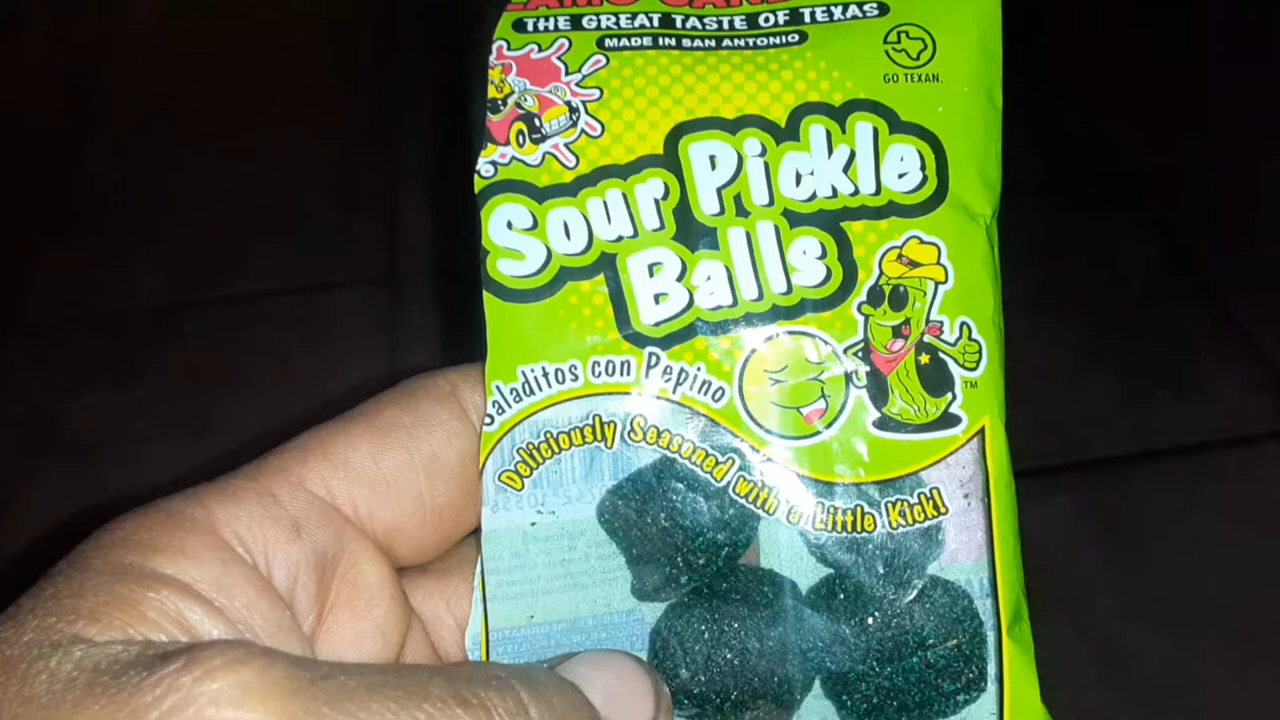 THE GREAT TASTE OF TEXAS
MADE IN SAN ANTONIO
GO TEXAN.
Sour Pickle
Balls
Saladitos con Pepino
TM
Deliciously Seasoned with a Little Kick!